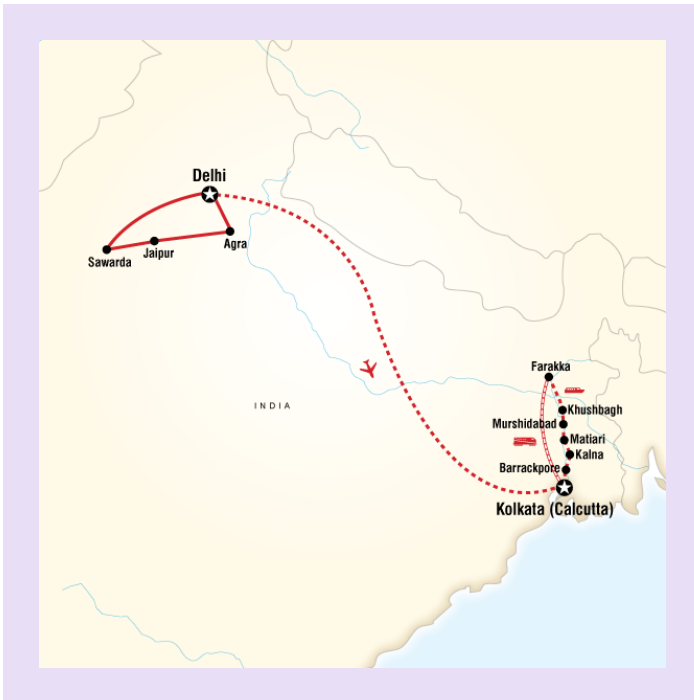 Delhi
Agra
Jaipur
Sawarda
Farakka
INDIA
Khushbagh
Murshidabad
Matiari
Kalna
Barrackpore
Kolkata (Calcutta)